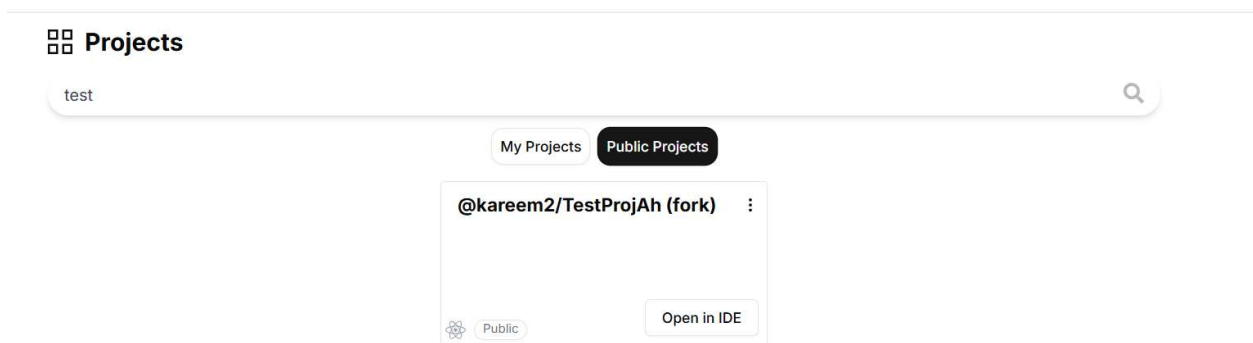 Projects
test
My Projects Public Projects
@kareem2/TestProjAh (fork)
Open in IDE
Public